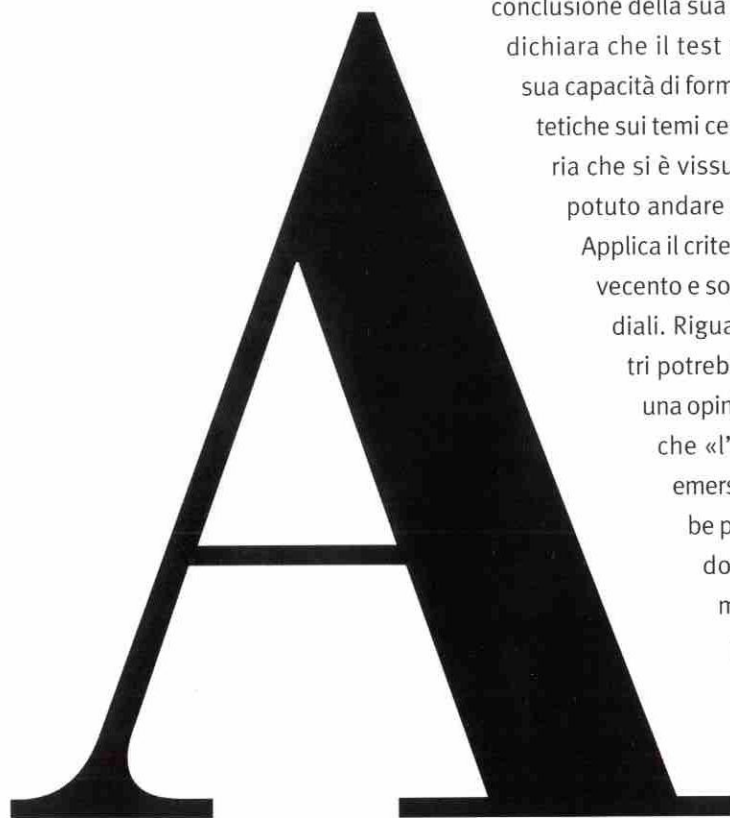 A
conclusione della sua
dichiara che il test
sua capacità di form
tetiche sui temi ce
ria che si è vissu
potuto andare
Applica il crite
vecento e so
diali. Rigua
tri potreb
una opin
che «l'
emers
be p
do
m